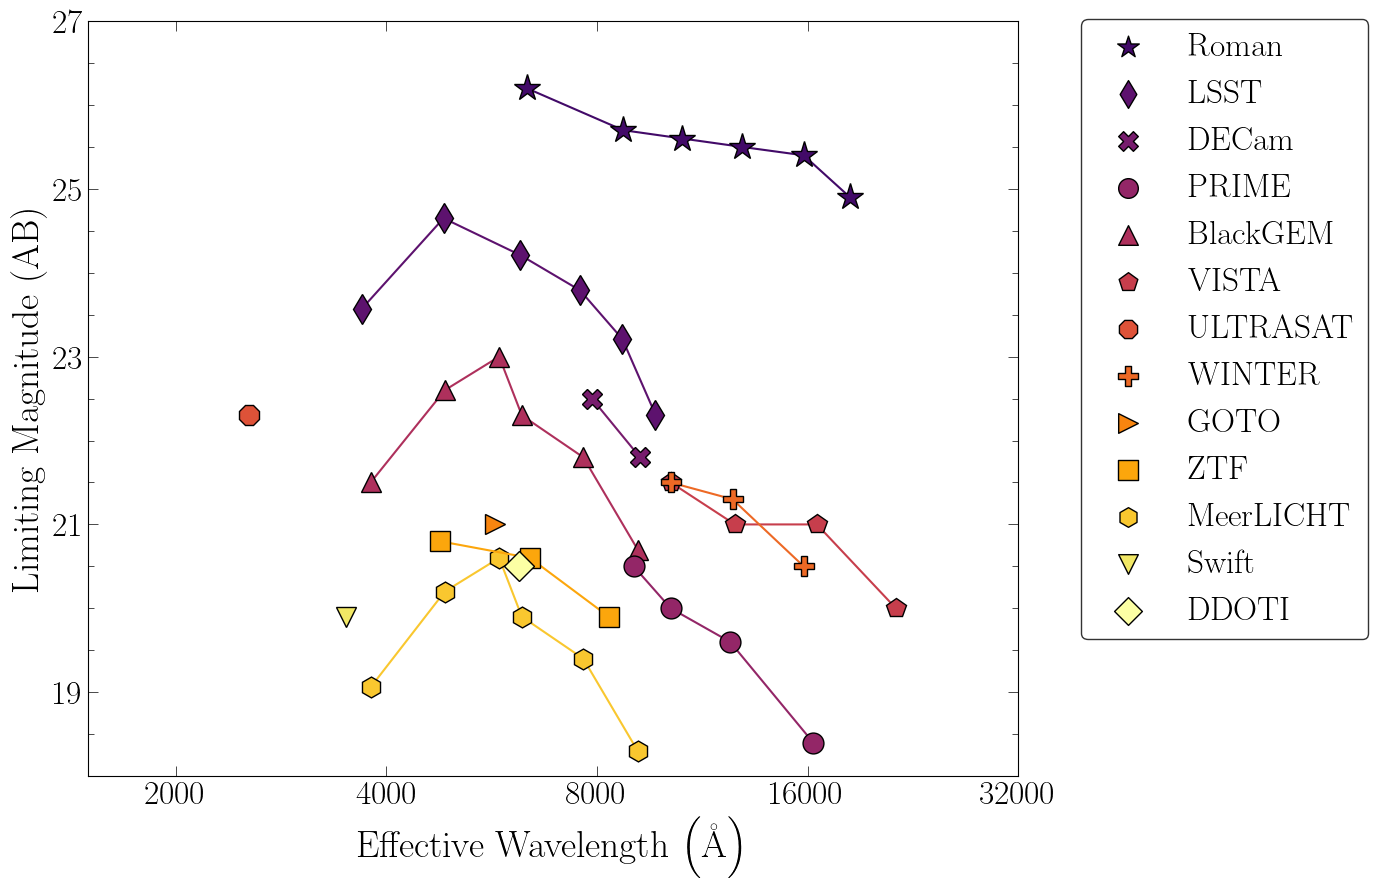 27
25
23
21
19
Limiting Magnitude (AB)
2000 4000 8000 16000 32000
Effective Wavelength (Å)
Roman
LSST
DECam
PRIME
BlackGEM
VISTA
ULTRASAT
WINTER
GOTO
ZTF
MeerLICHT
Swift
DDOTI